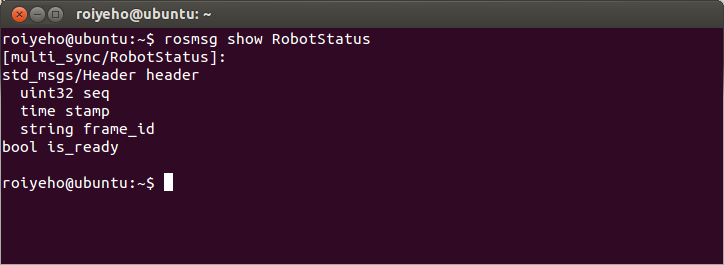 roiyeho@ubuntu: ~
roiyeho@ubuntu:~$ rosmsg show RobotStatus
[multi_sync/RobotStatus]:
std_msgs/Header header
  uint32 seq
  time stamp
  string frame_id
bool is_ready
roiyeho@ubuntu:~$